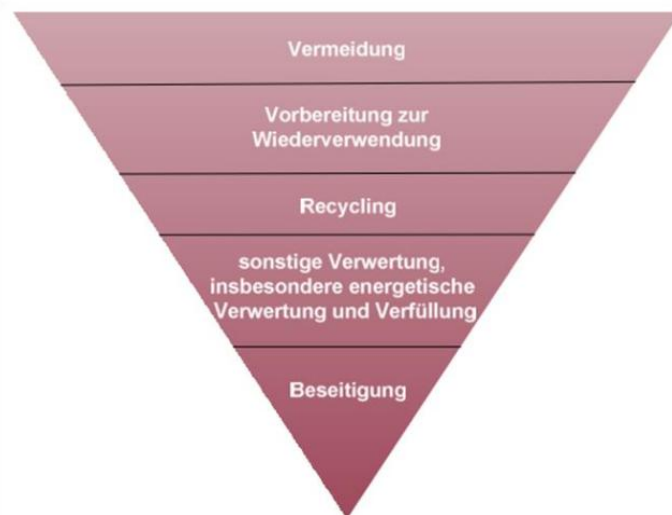 Vermeidung
Vorbereitung zur
Wiederverwendung
Recycling
sonstige Verwertung,
insbesondere energetische
Verwertung und Verfüllung
Beseitigung